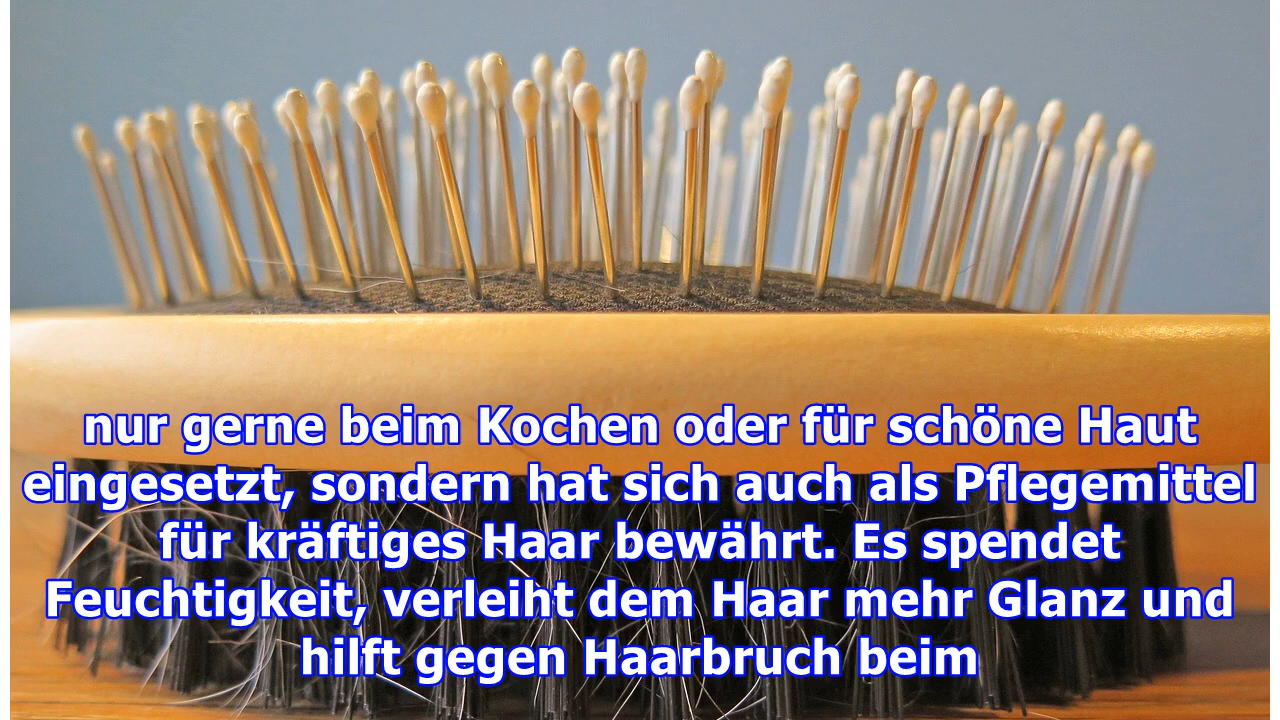 nur gerne beim Kochen oder für schöne Haut
eingesetzt, sondern hat sich auch als Pflegemittel
für kräftiges Haar bewährt. Es spendet
Feuchtigkeit, verleiht dem Haar mehr Glanz und
hilft gegen Haarbruch beim